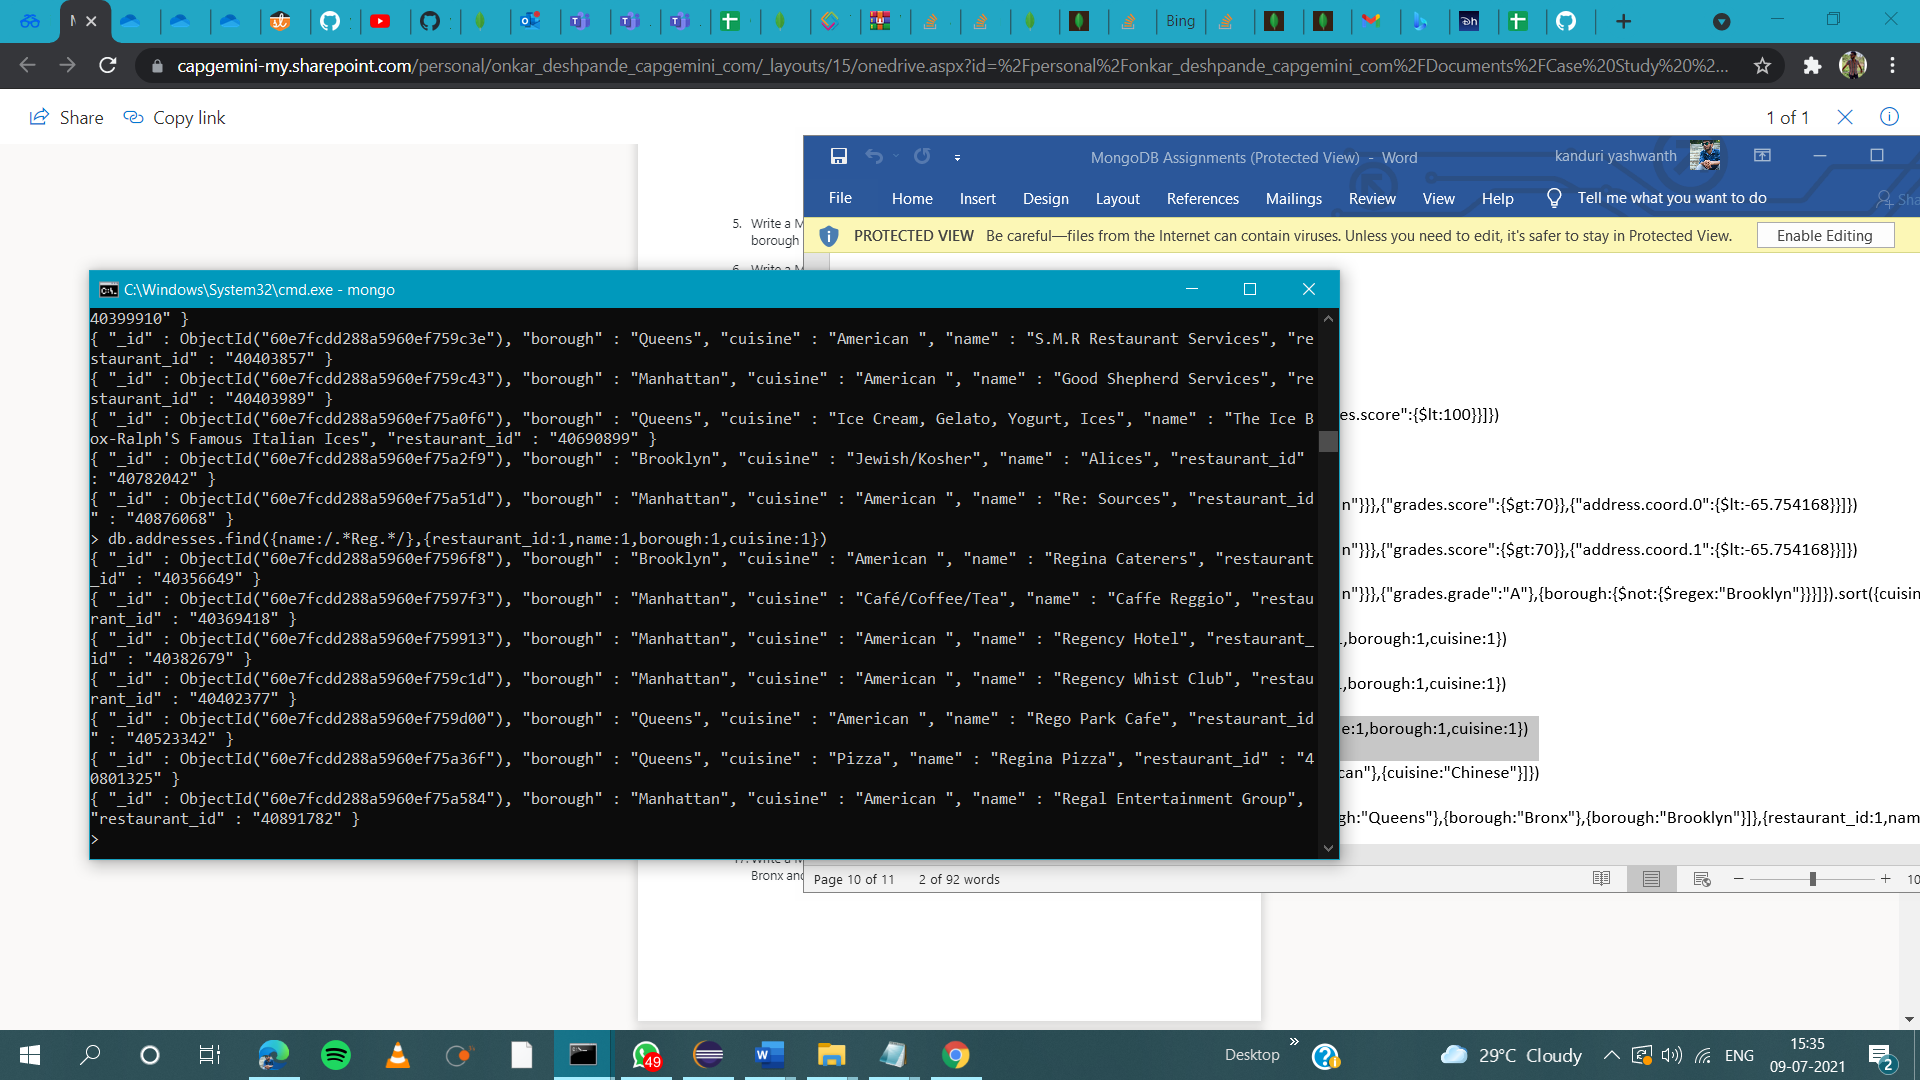 Bing
capgemini-my.sharepoint.com/personal/onkar_deshpande_capgemini_com/_layouts/15/onedrive.aspx?id=%2Fpersonal%2Fonkar_deshpande_capgemini_com%2FDocuments%2FCase%20Study%20%2...
Share Copy link 1 of 1
MongoDB Assignments (Protected View) - Word kanduri yashwanth
File Home Insert Design Layout References Mailings Review View Help Tell me what you want to do Sha
PROTECTED VIEW Be careful—files from the Internet can contain viruses. Unless you need to edit, it's safer to stay in Protected View. Enable Editing
5. Write a M
borough
6. Write a M
C:\Windows\System32\cmd.exe - mongo
40399910" }
{ "_id" : ObjectId("60e7fcdd288a5960ef759c3e"), "borough" : "Queens", "cuisine" : "American ", "name" : "S.M.R Restaurant Services", "re
staurant_id" : "40403857" }
{ "_id" : ObjectId("60e7fcdd288a5960ef759c43"), "borough" : "Manhattan", "cuisine" : "American ", "name" : "Good Shepherd Services", "re
staurant_id" : "40403989" }
{ "_id" : ObjectId("60e7fcdd288a5960ef75a0f6"), "borough" : "Queens", "cuisine" : "Ice Cream, Gelato, Yogurt, Ices", "name" : "The Ice B
ox-Ralph'S Famous Italian Ices", "restaurant_id" : "40690899" }
{ "_id" : ObjectId("60e7fcdd288a5960ef75a2f9"), "borough" : "Brooklyn", "cuisine" : "Jewish/Kosher", "name" : "Alices", "restaurant_id"
: "40782042" }
{ "_id" : ObjectId("60e7fcdd288a5960ef75a51d"), "borough" : "Manhattan", "cuisine" : "American ", "name" : "Re: Sources", "restaurant_id
" : "40876068" }
> db.addresses.find({name:/.*Reg.*/},{restaurant_id:1,name:1,borough:1,cuisine:1})
{ "_id" : ObjectId("60e7fcdd288a5960ef7596f8"), "borough" : "Brooklyn", "cuisine" : "American ", "name" : "Regina Caterers", "restaurant
_id" : "40356649" }
{ "_id" : ObjectId("60e7fcdd288a5960ef7597f3"), "borough" : "Manhattan", "cuisine" : "Café/Coffee/Tea", "name" : "Caffe Reggio", "restau
rant_id" : "40369418" }
{ "_id" : ObjectId("60e7fcdd288a5960ef759913"), "borough" : "Manhattan", "cuisine" : "American ", "name" : "Regency Hotel", "restaurant_
id" : "40382679" }
{ "_id" : ObjectId("60e7fcdd288a5960ef759c1d"), "borough" : "Manhattan", "cuisine" : "American ", "name" : "Regency Whist Club", "restau
rant_id" : "40402377" }
{ "_id" : ObjectId("60e7fcdd288a5960ef759d00"), "borough" : "Queens", "cuisine" : "American ", "name" : "Rego Park Cafe", "restaurant_id
" : "40523342" }
{ "_id" : ObjectId("60e7fcdd288a5960ef75a36f"), "borough" : "Queens", "cuisine" : "Pizza", "name" : "Regina Pizza", "restaurant_id" : "4
0801325" }
{ "_id" : ObjectId("60e7fcdd288a5960ef75a584"), "borough" : "Manhattan", "cuisine" : "American ", "name" : "Regal Entertainment Group",
"restaurant_id" : "40891782" }
>
es.score":{$lt:100}}]})
n"}}},{"grades.score":{$gt:70}},{"address.coord.0":{$lt:-65.754168}}]})
n"}}},{"grades.score":{$gt:70}},{"address.coord.1":{$lt:-65.754168}}]})
n"}}},{"grades.grade":"A"},{borough:{$not:{$regex:"Brooklyn"}}}]}).sort({cuisin
,borough:1,cuisine:1})
,borough:1,cuisine:1})
e:1,borough:1,cuisine:1})
can"},{cuisine:"Chinese"}]})
gh:"Queens"},{borough:"Bronx"},{borough:"Brooklyn"}]},{restaurant_id:1,nam
17. Write a M
Bronx and
Page 10 of 11 2 of 92 words 10
49
Desktop 29°C Cloudy ENG 15:35
09-07-2021 2